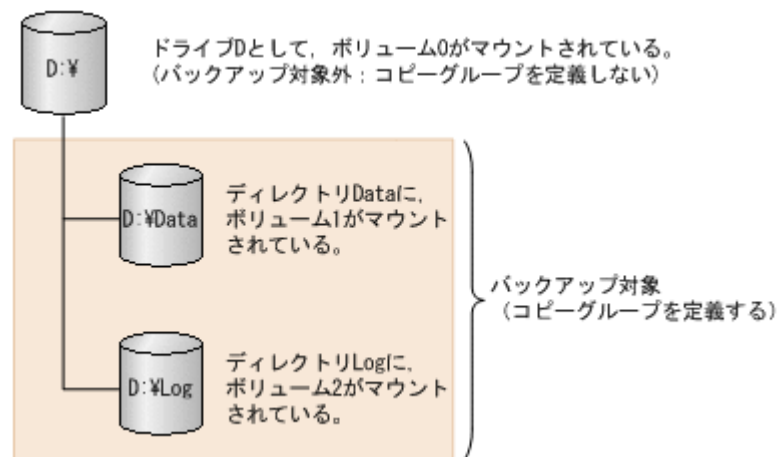 D:¥
ドライブDとして，ボリューム0がマウントされている。
(バックアップ対象外：コピーグループを定義しない)
D:¥Data
ディレクトリDataに，
ボリューム1がマウント
されている。
バックアップ対象
（コピーグループを定義する）
D:¥Log
ディレクトリLogに，
ボリューム2がマウント
されている。